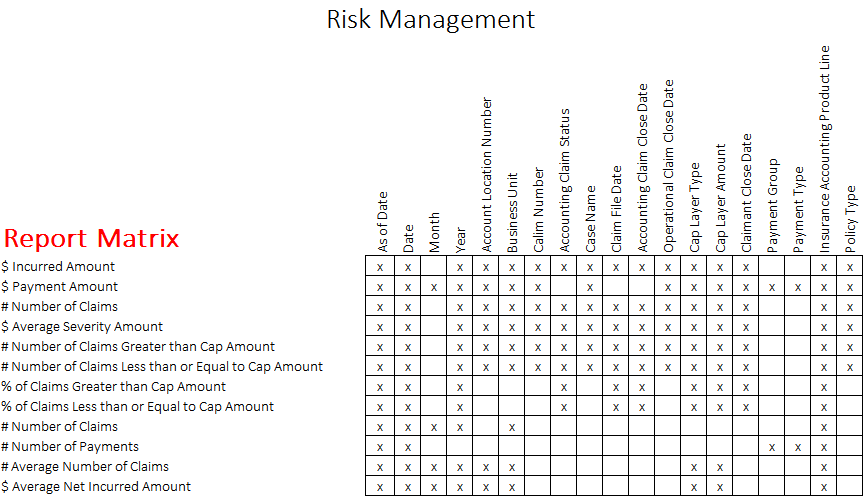 Risk Management
Report Matrix
As of Date
Date
Month
Year
Account Location Number
Business Unit
Calim Number
Accounting Claim Status
Case Name
Claim File Date
Accounting Claim Close Date
Operational Claim Close Date
Cap Layer Type
Cap Layer Amount
Claimant Close Date
Payment Group
Payment Type
Insurance Accounting Product Line
Policy Type
$ Incurred Amount x x x x x x x x x x x x x x x x
$ Payment Amount x x x x x x x x x x x x x x x x
# Number of Claims x x x x x x x x x x x x x x x x
$ Average Severity Amount x x x x x x x x x x x x x x x x
# Number of Claims Greater than Cap Amount x x x x x x x x x x x x x x x x
# Number of Claims Less than or Equal to Cap Amount x x x x x x x x x x x x x x x x
% of Claims Greater than Cap Amount x x x x x x x x x x
% of Claims Less than or Equal to Cap Amount x x x x x x x x x x
# Number of Claims x x x x x x
# Number of Payments x x x x x
# Average Number of Claims x x x x x x x x x
$ Average Net Incurred Amount x x x x x x x x x